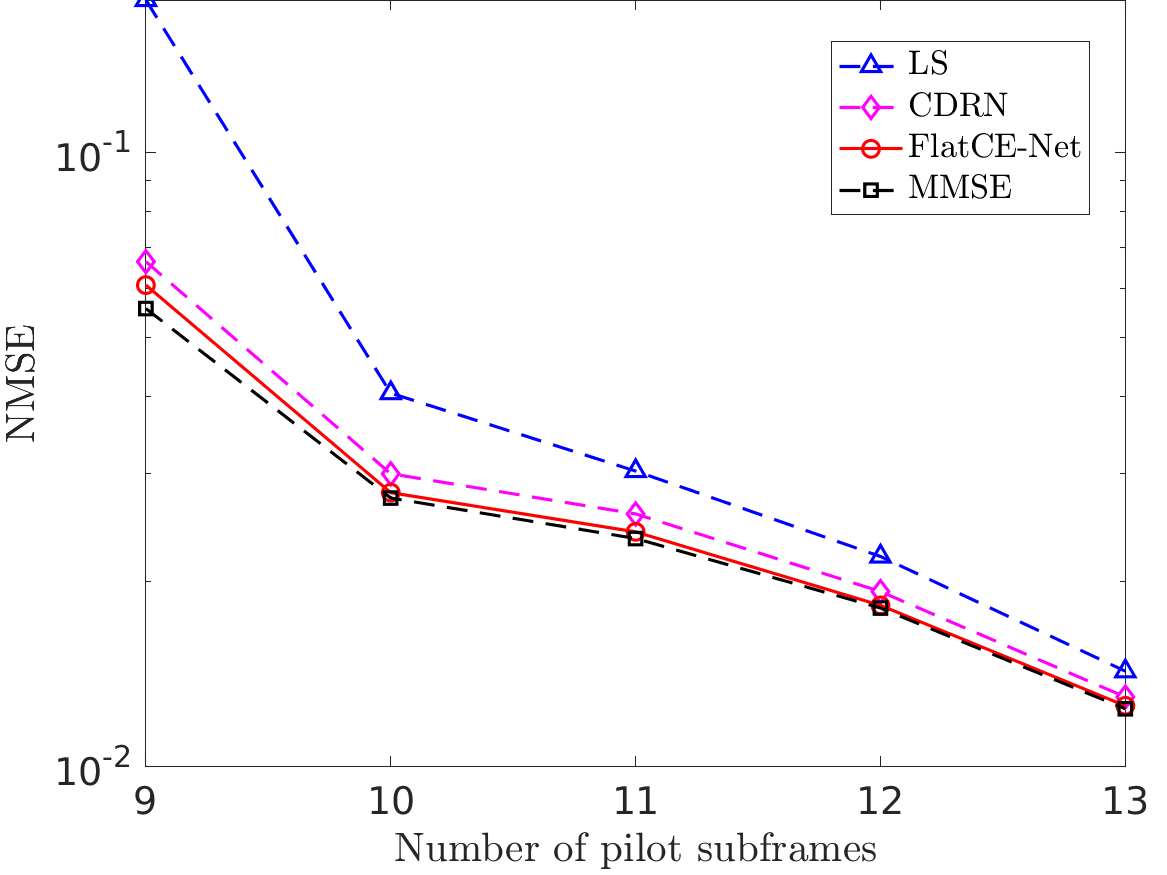 LS
CDRN
FlatCE-Net
MMSE
10-1
NMSE
10-2
9 10 11 12 13
Number of pilot subframes